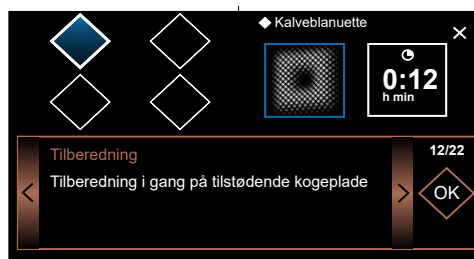 Kalveblanuette
0:12
h min
Tilberedning
12/22
Tilberedning i gang på tilstødende kogeplade
OK